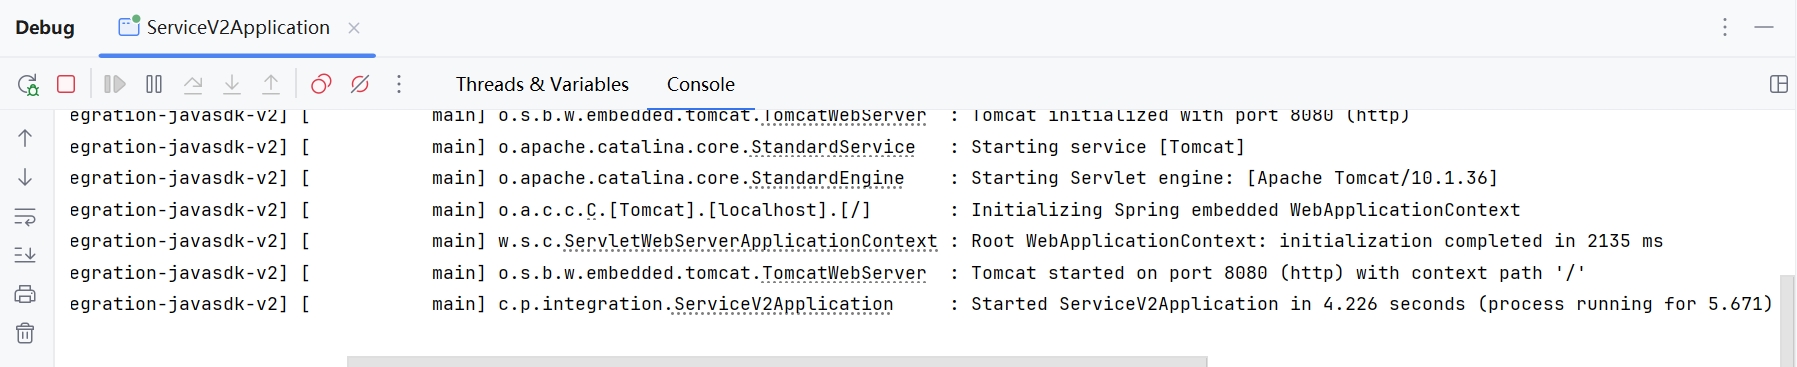 Debug ServiceV2Application
Threads & Variables Console
egration-javasdk-v2] [           main] o.s.b.w.embedded.tomcat.TomcatWebServer  : Tomcat initialized with port 8080 (http)
egration-javasdk-v2] [           main] o.apache.catalina.core.StandardService   : Starting service [Tomcat]
egration-javasdk-v2] [           main] o.apache.catalina.core.StandardEngine    : Starting Servlet engine: [Apache Tomcat/10.1.36]
egration-javasdk-v2] [           main] o.a.c.c.C.[Tomcat].[localhost].[/]       : Initializing Spring embedded WebApplicationContext
egration-javasdk-v2] [           main] w.s.c.ServletWebServerApplicationContext : Root WebApplicationContext: initialization completed in 2135 ms
egration-javasdk-v2] [           main] o.s.b.w.embedded.tomcat.TomcatWebServer  : Tomcat started on port 8080 (http) with context path '/'
egration-javasdk-v2] [           main] c.p.integration.ServiceV2Application     : Started ServiceV2Application in 4.226 seconds (process running for 5.671)